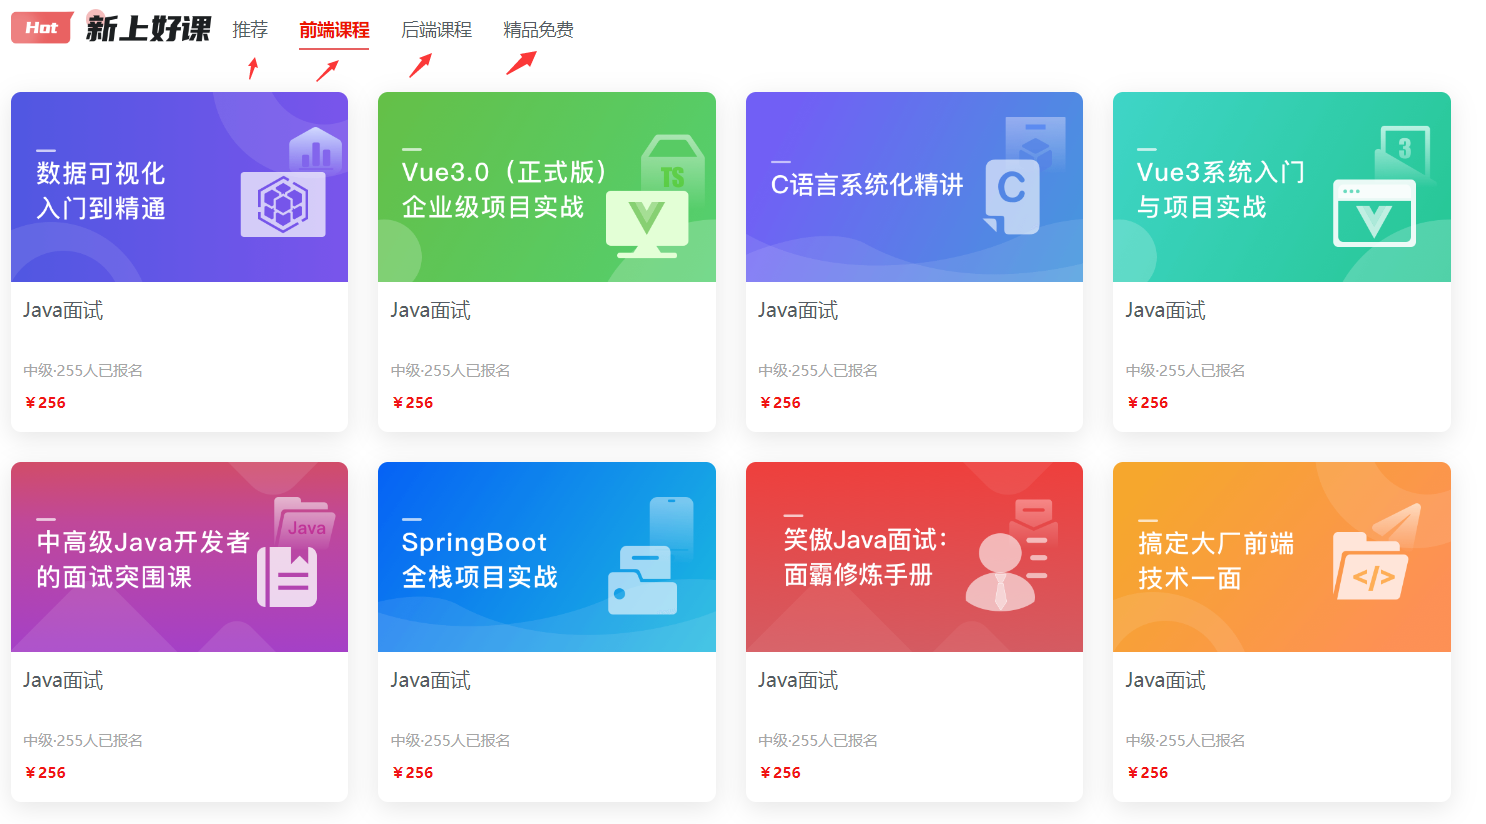 Hot 新上好课 推荐 前端课程 后端课程 精品免费
数据可视化
入门到精通
Java面试
中级·255人已报名
￥256
Vue3.0（正式版）
企业级项目实战
TS
Java面试
中级·255人已报名
￥256
C语言系统化精讲
C
Java面试
中级·255人已报名
￥256
Vue3系统入门
与项目实战
3
Java面试
中级·255人已报名
￥256
中高级Java开发者
的面试突围课
Java
Java面试
中级·255人已报名
￥256
SpringBoot
全栈项目实战
Java面试
中级·255人已报名
￥256
笑傲Java面试：
面霸修炼手册
Java面试
中级·255人已报名
￥256
搞定大厂前端
技术一面
</>
Java面试
中级·255人已报名
￥256